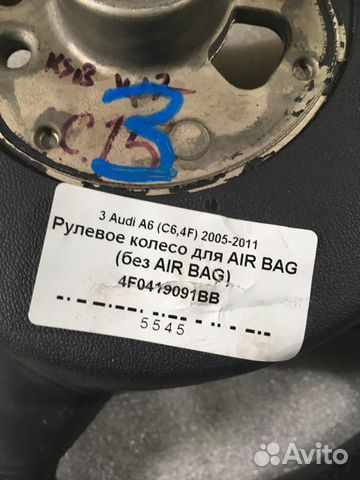 3
3 Audi A6 (C6,4F) 2005-2011
Рулевое колесо для AIR BAG
(без AIR BAG)
4F0419091BB
5545
Avito